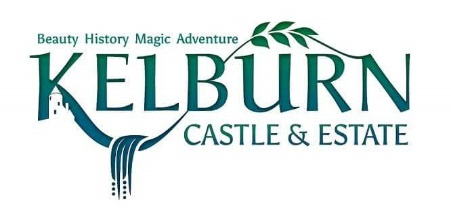 Beauty History Magic Adventure
KELBURN
CASTLE & ESTATE